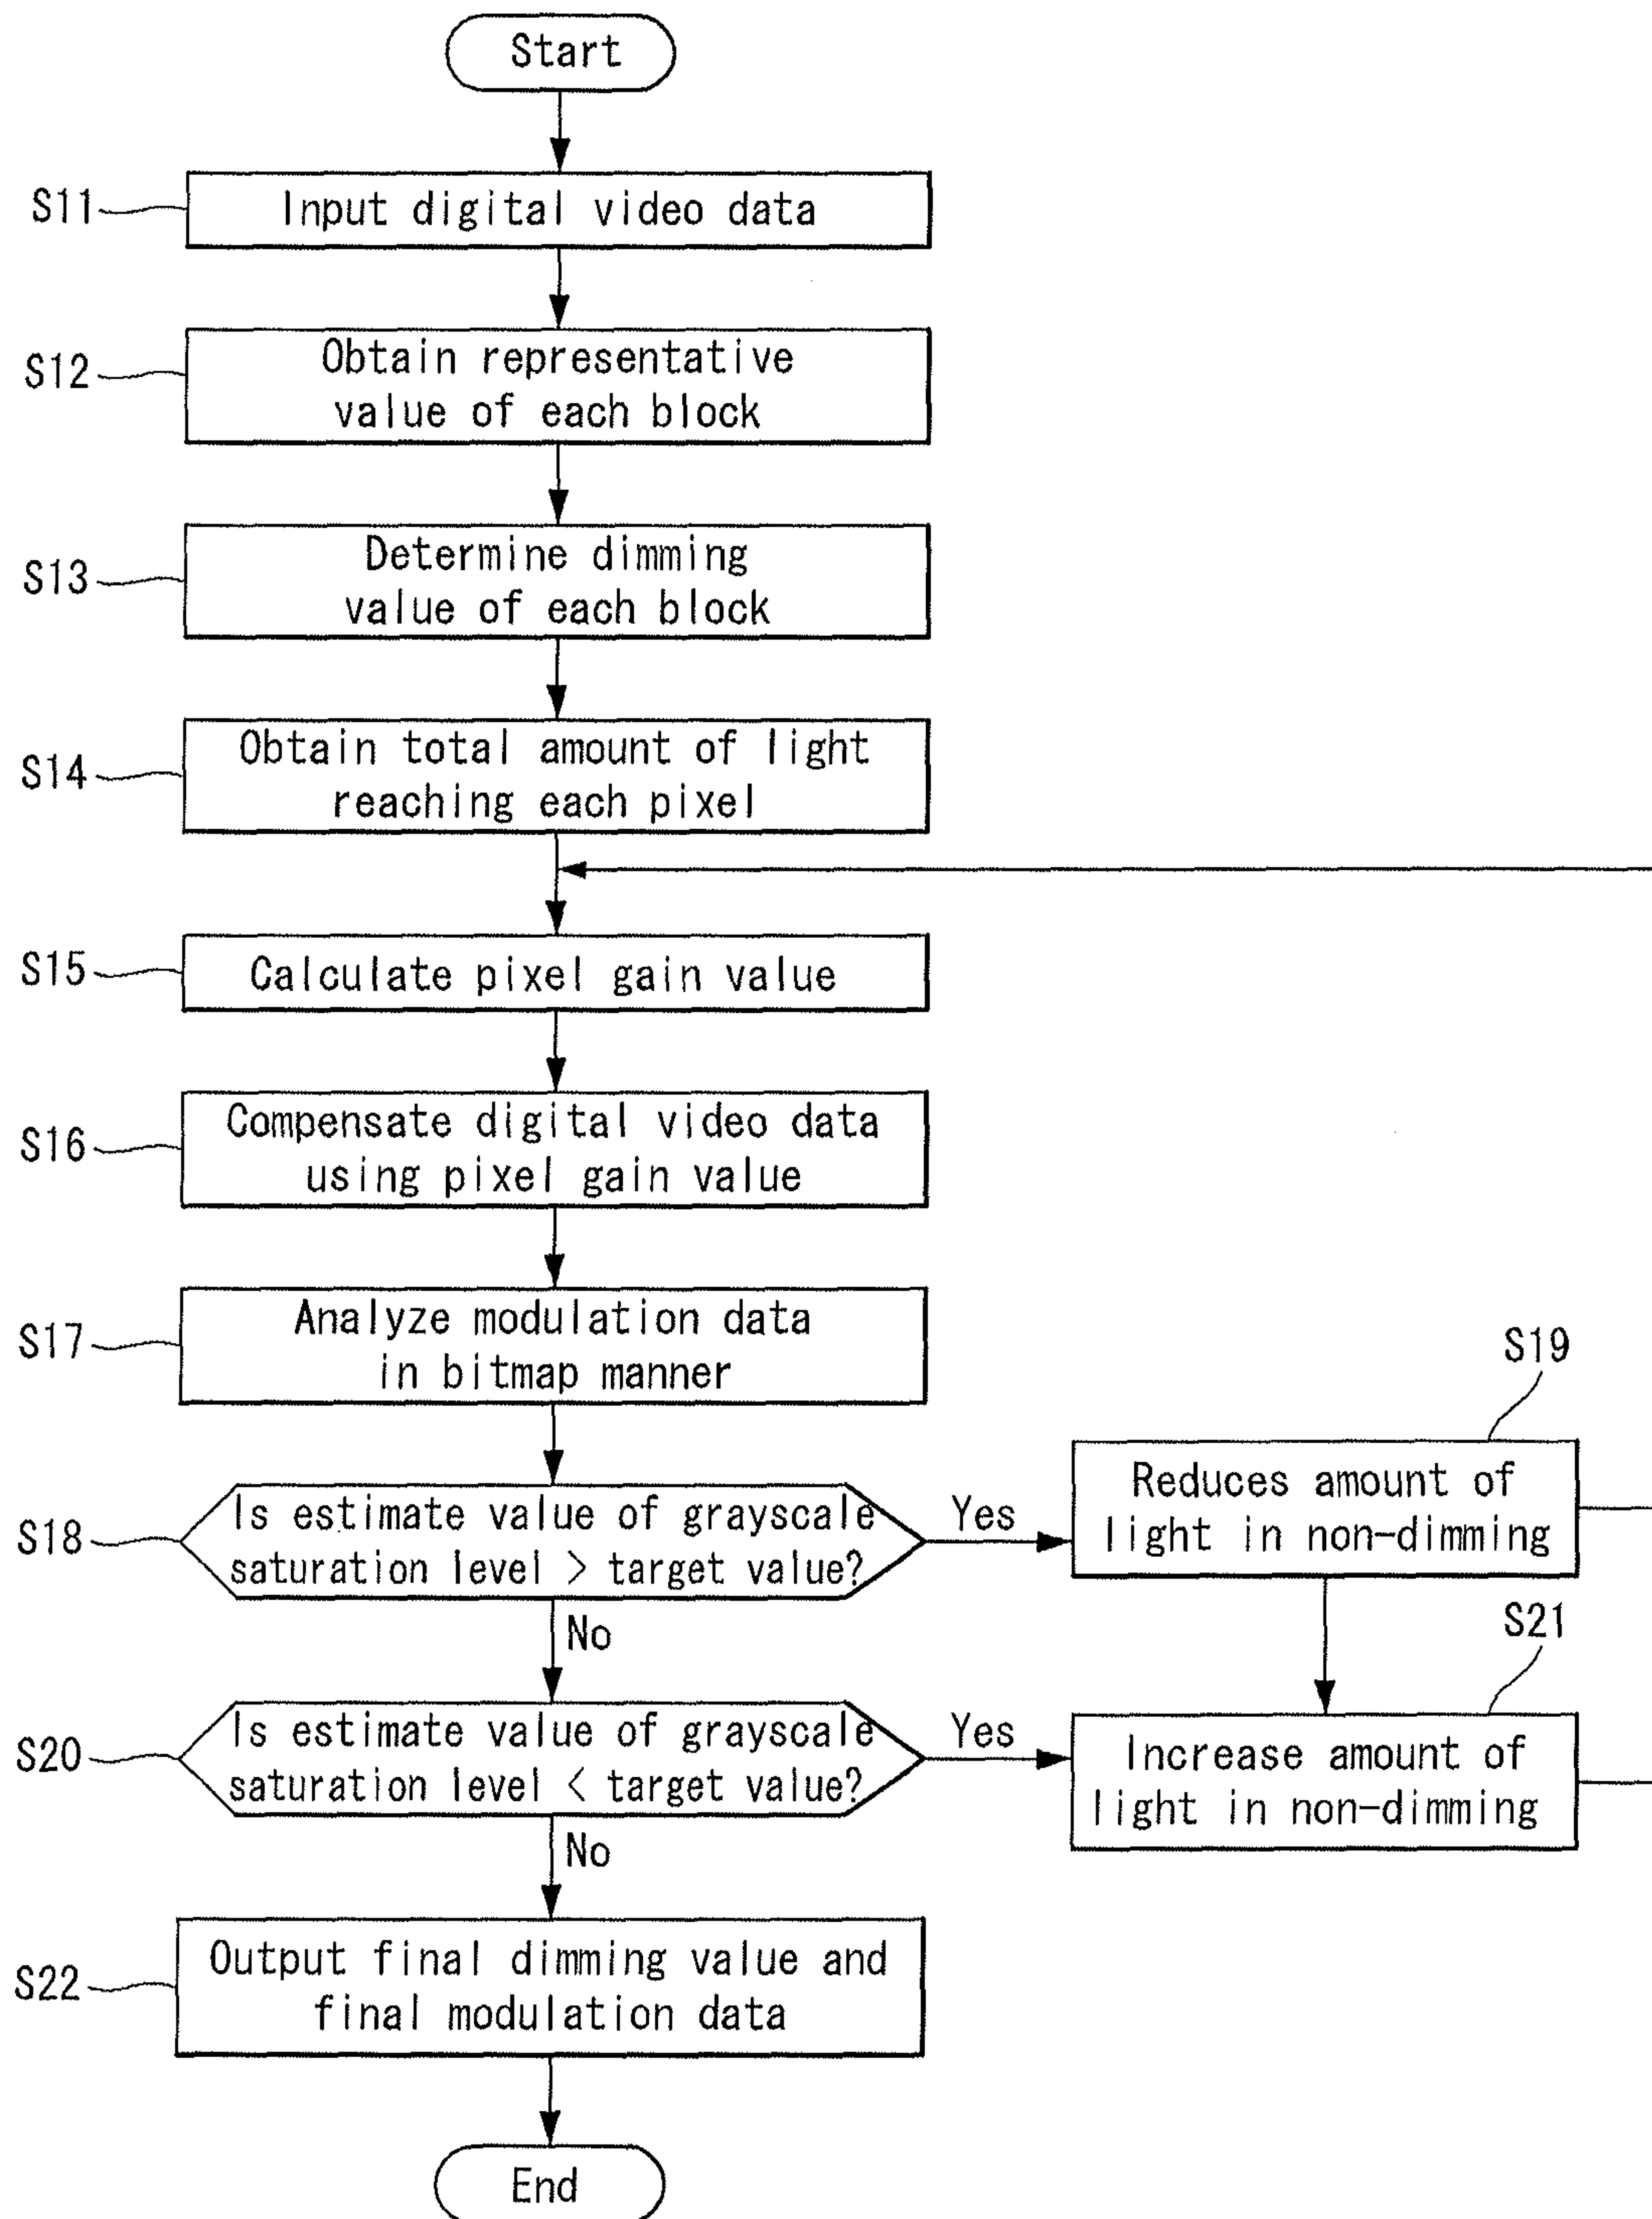 Start
S11
Input digital video data
S12
Obtain representative
value of each block
S13
Determine dimming
value of each block
S14
Obtain total amount of light
reaching each pixel
S15
Calculate pixel gain value
S16
Compensate digital video data
using pixel gain value
S17
Analyze modulation data
in bitmap manner
S18
Is estimate value of grayscale
saturation level > target value?
Yes
S19
Reduces amount of
light in non-dimming
No
S20
Is estimate value of grayscale
saturation level < target value?
Yes
S21
Increase amount of
light in non-dimming
No
S22
Output final dimming value and
final modulation data
End